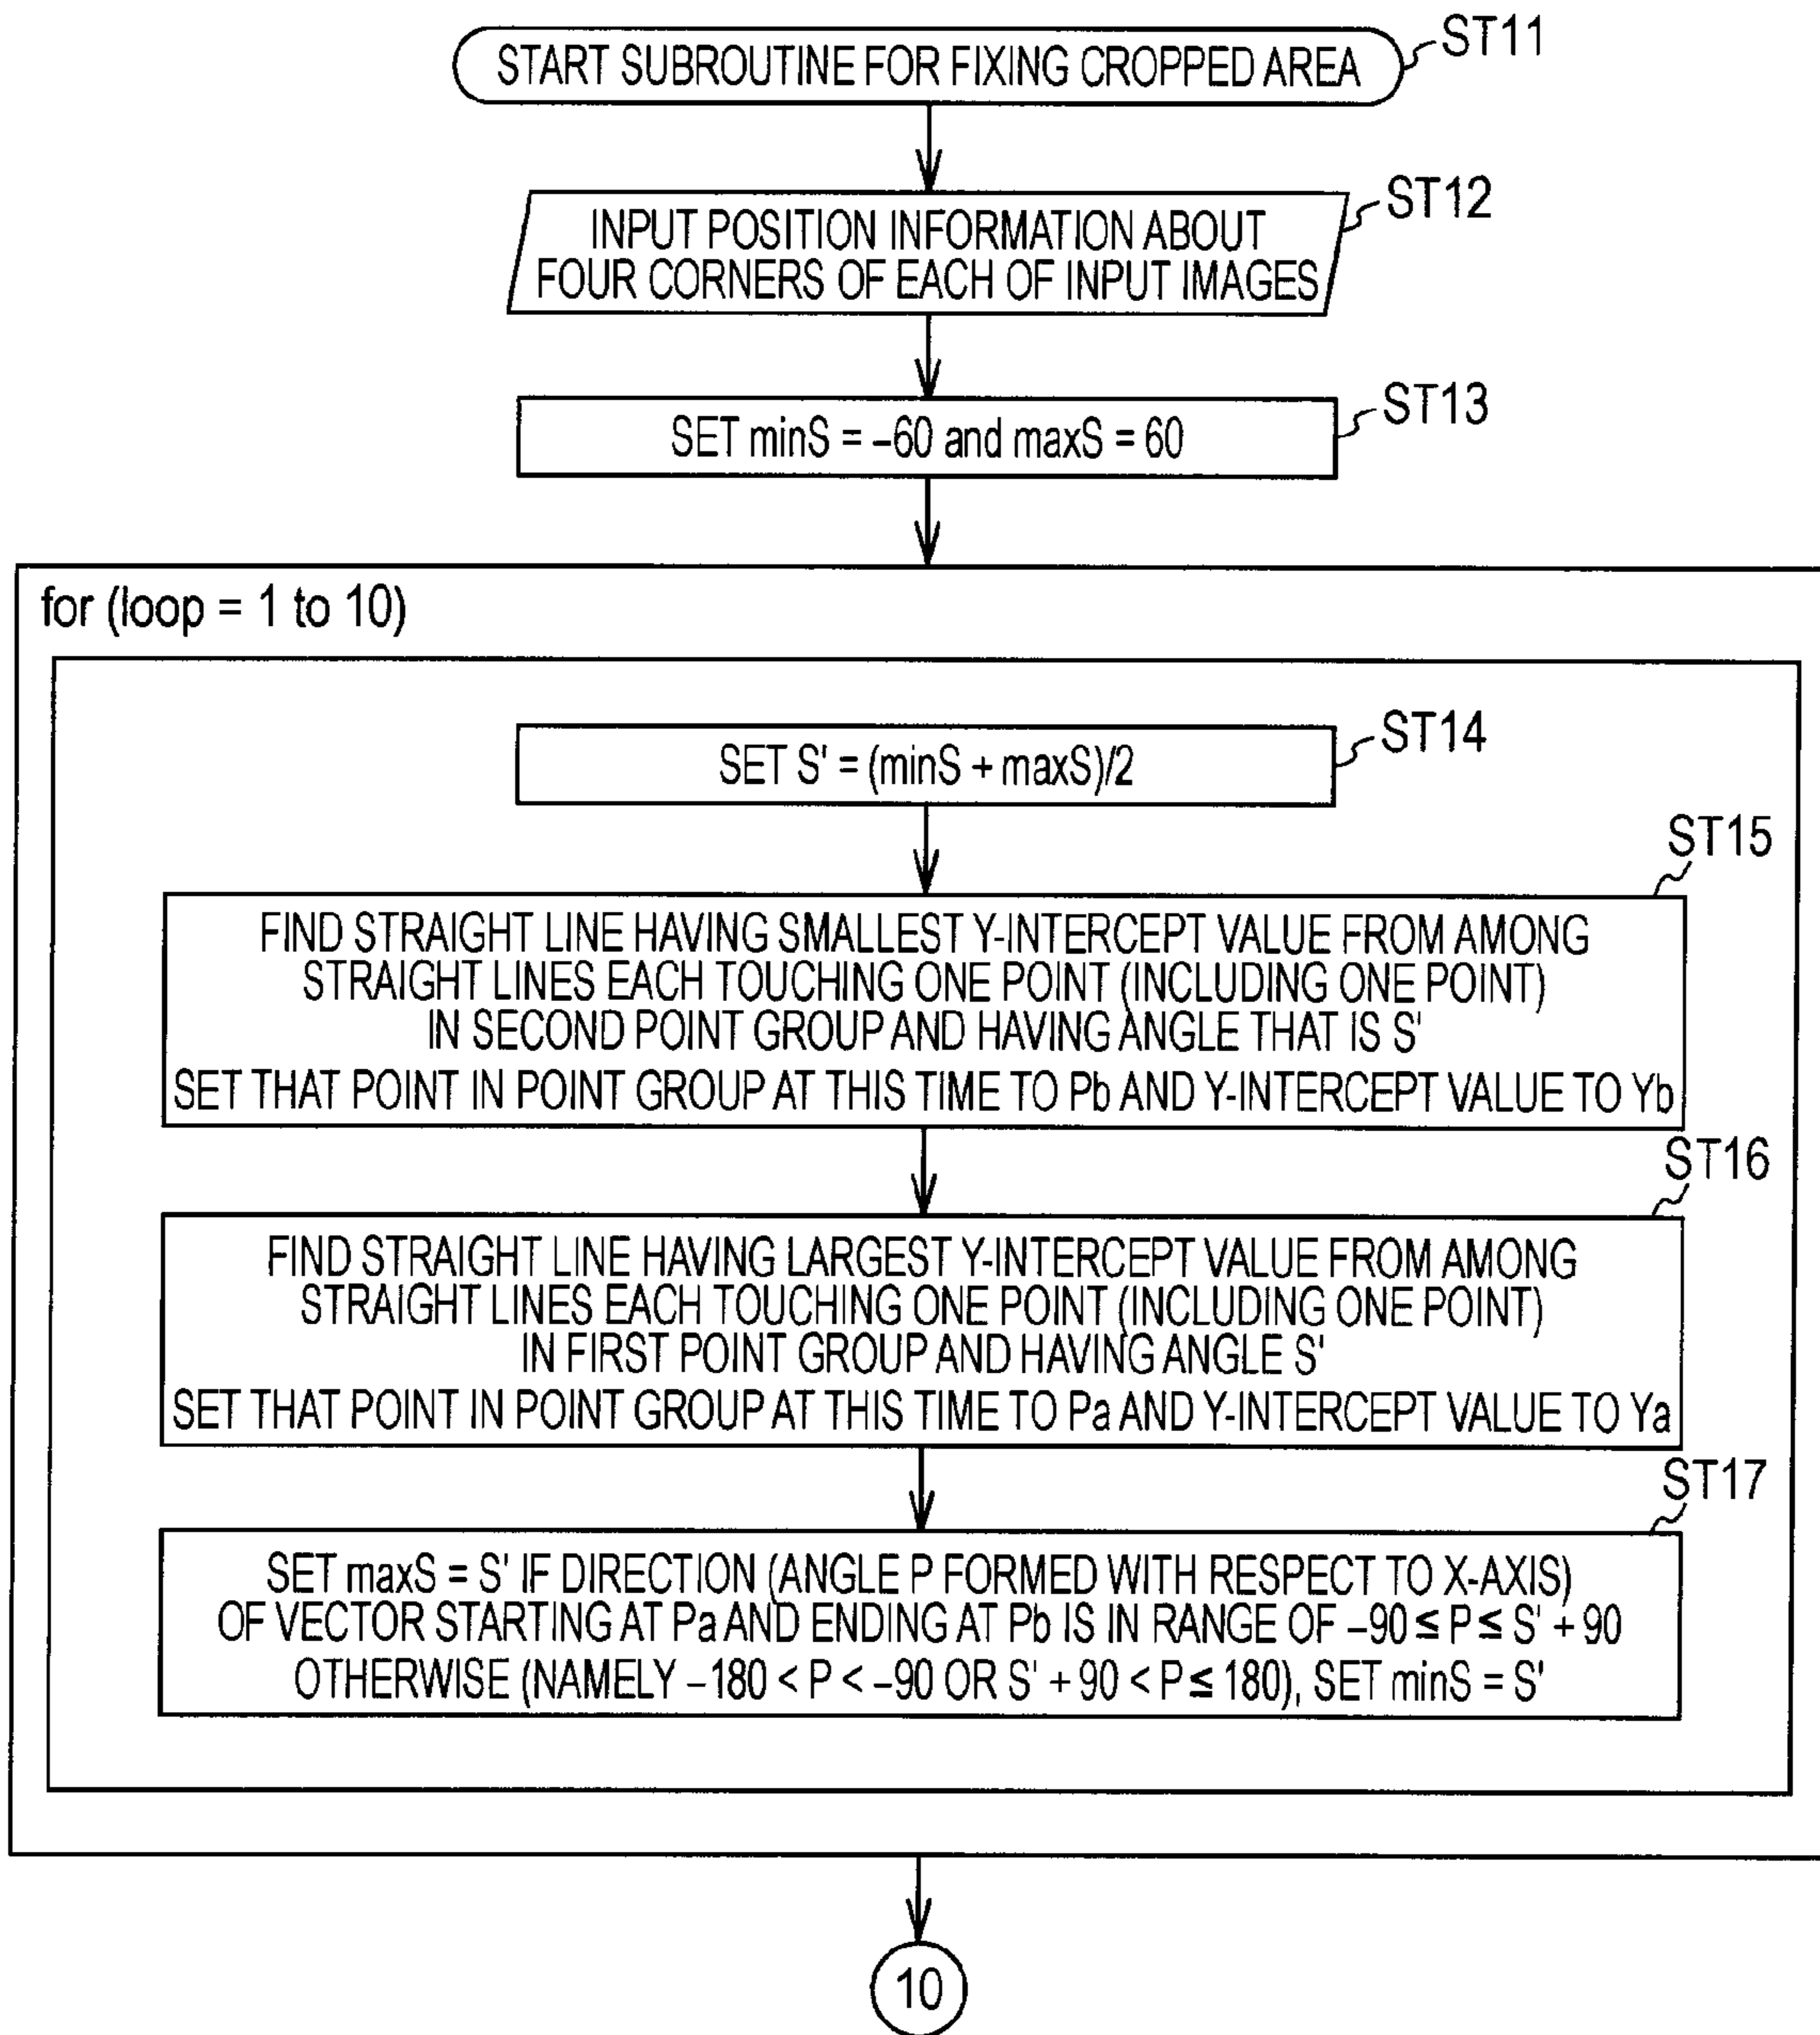 START SUBROUTINE FOR FIXING CROPPED AREA
ST11
INPUT POSITION INFORMATION ABOUT
FOUR CORNERS OF EACH OF INPUT IMAGES
ST12
SET minS = –60 and maxS = 60
ST13
for (loop = 1 to 10)
SET S' = (minS + maxS)/2
ST14
ST15
FIND STRAIGHT LINE HAVING SMALLEST Y-INTERCEPT VALUE FROM AMONG
STRAIGHT LINES EACH TOUCHING ONE POINT (INCLUDING ONE POINT)
IN SECOND POINT GROUP AND HAVING ANGLE THAT IS S'
SET THAT POINT IN POINT GROUP AT THIS TIME TO Pb AND Y-INTERCEPT VALUE TO Yb
ST16
FIND STRAIGHT LINE HAVING LARGEST Y-INTERCEPT VALUE FROM AMONG
STRAIGHT LINES EACH TOUCHING ONE POINT (INCLUDING ONE POINT)
IN FIRST POINT GROUP AND HAVING ANGLE S'
SET THAT POINT IN POINT GROUP AT THIS TIME TO Pa AND Y-INTERCEPT VALUE TO Ya
ST17
SET maxS = S' IF DIRECTION (ANGLE P FORMED WITH RESPECT TO X-AXIS)
OF VECTOR STARTING AT Pa AND ENDING AT Pb IS IN RANGE OF –90 ≤ P ≤ S' + 90
OTHERWISE (NAMELY –180 < P < –90 OR S' + 90 < P ≤ 180), SET minS = S'
10